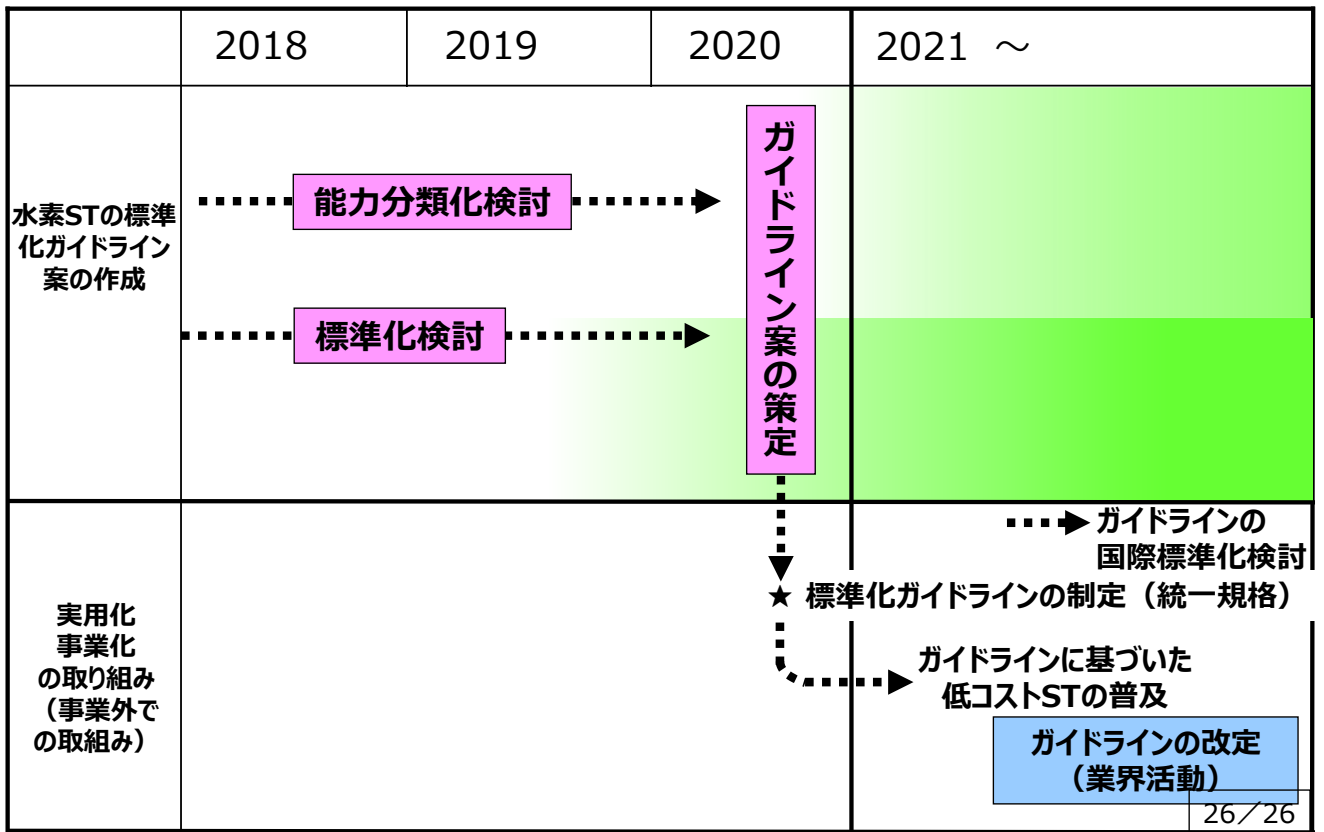 2018
2019
2020
2021 ～
水素STの標準
化ガイドライン
案の作成
能力分類化検討
標準化検討
ガイドライン案の策定
実用化
事業化
の取り組み
（事業外で
の取組み）
ガイドラインの
国際標準化検討
★ 標準化ガイドラインの制定（統一規格）
ガイドラインに基づいた
低コストSTの普及
ガイドラインの改定
（業界活動）
26／26